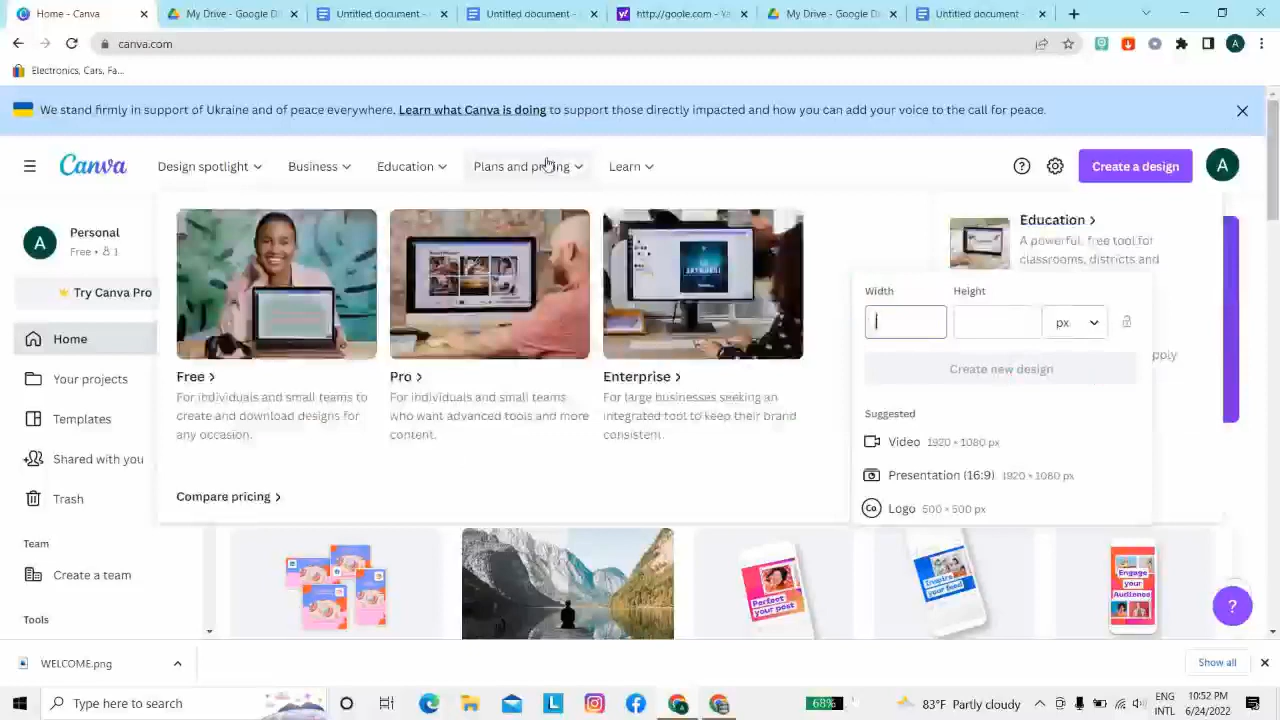 Home - Canva
My Drive - Google Dr
Untitled document -
Untitled document -
http://goole.com - Ya
My Drive - Google Di
Untitled document -
canva.com
A
Electronics, Cars, Fa...
We stand firmly in support of Ukraine and of peace everywhere. Learn what Canva is doing to support those directly impacted and how you can add your voice to the call for peace.
Canva
Design spotlight
Business
Education
Plans and pricing
Learn
Create a design
A
A
Personal
Free • 1
Try Canva Pro
Home
Your projects
Templates
Shared with you
Trash
Team
Create a team
Tools
Free
For individuals and small teams to
create and download designs for
any occasion.
Pro
For individuals and small teams
who want advanced tools and more
content.
Enterprise
For large businesses seeking an
integrated tool to keep their brand
consistent.
Compare pricing
Education
A powerful, free tool for
classrooms, districts and
Width
Height
px
pply
Create new design
Suggested
Video 1920 × 1080 px
Presentation (16:9) 1920 × 1080 px
Co
Logo 500 × 500 px
Perfect
your post
Inspire
your feed
Engage
your
Audience
?
WELCOME.png
Show all
Type here to search
L
68%
83°F Partly cloudy
ENG
INTL
10:52 PM
6/24/2022